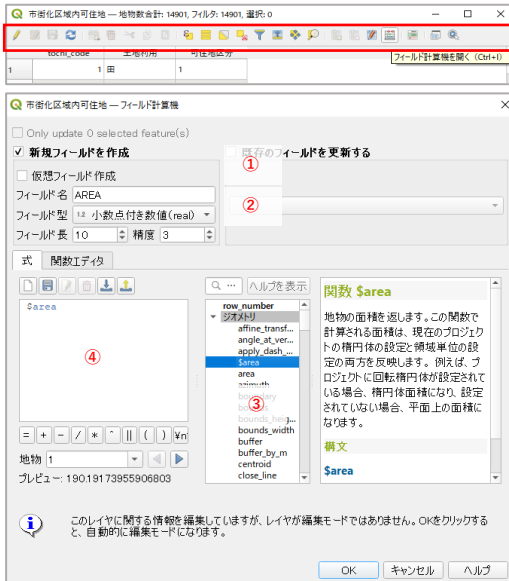 市街化区域内可住地 — 地物数合計: 14901, フィルタ: 14901, 選択: 0
フィールド計算機を開く (Ctrl+I)
tochi_code 土地利用 可住地区分
1 1 田 1
市街化区域内可住地 — フィールド計算機
Only update 0 selected feature(s)
新規フィールドを作成
既存のフィールドを更新する
①
仮想フィールド作成
フィールド名 AREA
②
フィールド型 1.2 小数点付き数値(real)
フィールド長 10 精度 3
式 関数エディタ
ヘルプを表示
$area
④
row_number
ジオメトリ
affine_transf...
angle_at_ver...
apply_dash_...
$area
area
azimuth
boundary
③
bounds_heig...
bounds_width
buffer
buffer_by_m
centroid
close_line
関数 $area
地物の面積を返します。この関数で
計算される面積は、現在のプロジェク
トの楕円体の設定と領域単位の設
定の両方を反映します。 例えば、プ
ロジェクトに回転楕円体が設定されて
いる場合、楕円体面積になり、設定
されていない場合、平面上の面積に
なります。
構文
$area
= + - / * ^ || ( ) ¥n
地物 1
プレビュー: 190.19173955906803
このレイヤに関する情報を編集していますが、レイヤが編集モードではありません。OKをクリックする
と、自動的に編集モードになります。
OK キャンセル ヘルプ